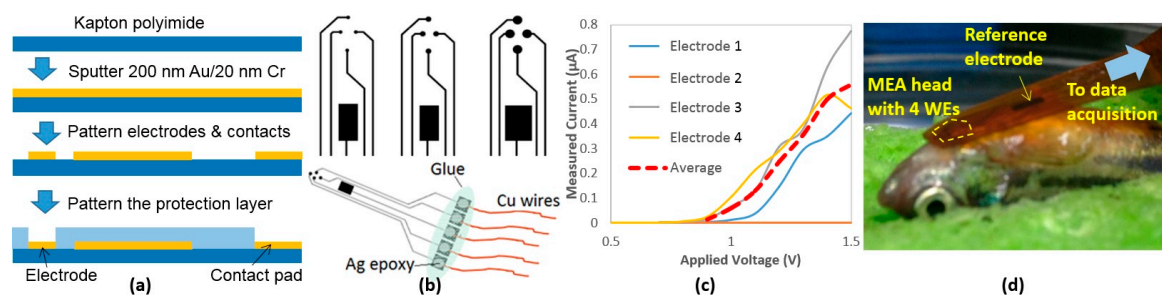 Kapton polyimide
Sputter 200 nm Au/20 nm Cr
Pattern electrodes & contacts
Pattern the protection layer
Electrode
Contact pad
(a)
Glue
Cu wires
Ag epoxy
(b)
Measured Current (µA)
0.8
0.7
0.6
0.5
0.4
0.3
0.2
0.1
0
Electrode 1
Electrode 2
Electrode 3
Electrode 4
Average
0.5
1
1.5
Applied Voltage (V)
(c)
Reference
electrode
MEA head
with 4 WEs
To data
acquisition
(d)